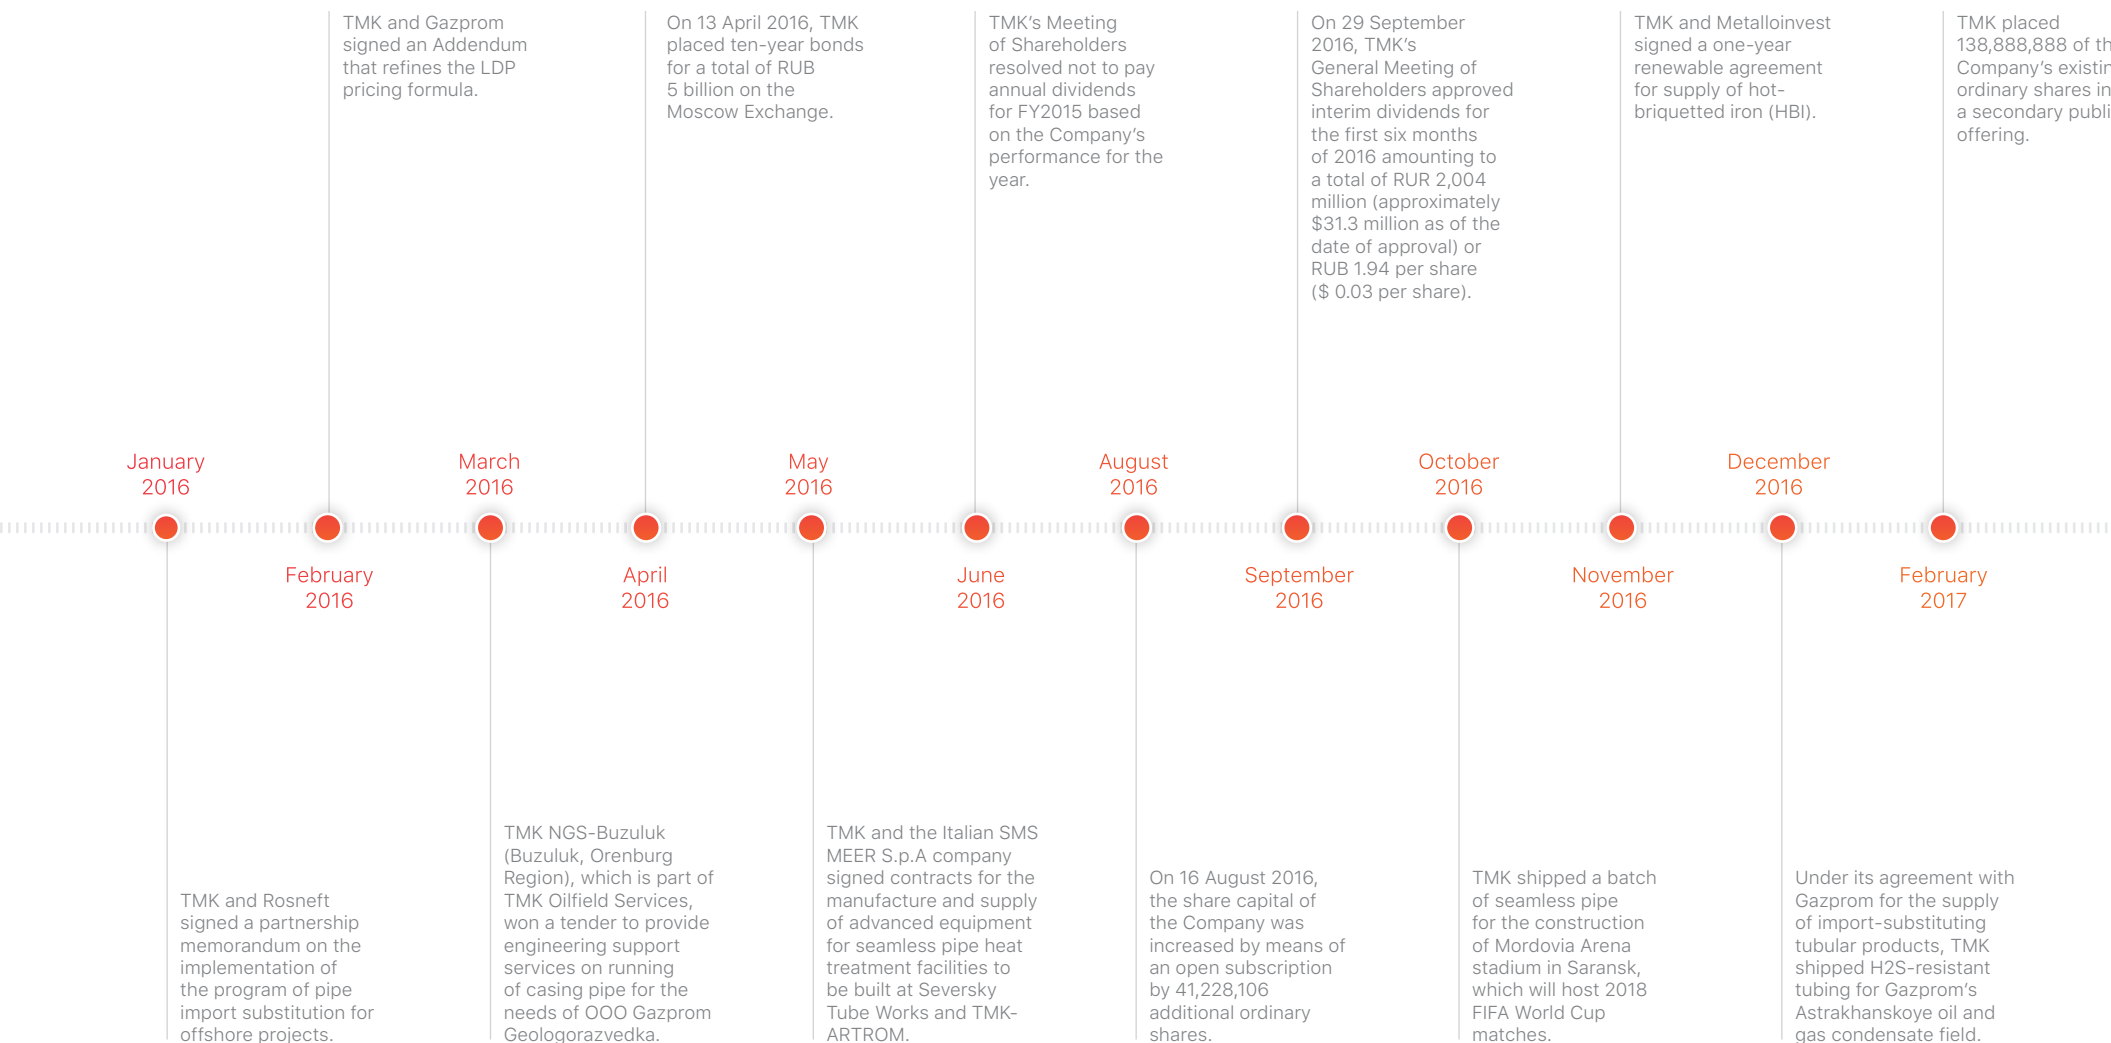 TMK and Gazprom
signed an Addendum
that refines the LDP
pricing formula.
On 13 April 2016, TMK
placed ten-year bonds
for a total of RUB
5 billion on the
Moscow Exchange.
TMK’s Meeting
of Shareholders
resolved not to pay
annual dividends
for FY2015 based
on the Company’s
performance for the
year.
On 29 September
2016, TMK’s
General Meeting of
Shareholders approved
interim dividends for
the first six months
of 2016 amounting to
a total of RUR 2,004
million (approximately
$31.3 million as of the
date of approval) or
RUB 1.94 per share
($ 0.03 per share).
TMK and Metalloinvest
signed a one-year
renewable agreement
for supply of hot-
briquetted iron (HBI).
TMK placed
138,888,888 of th
Company’s existin
ordinary shares in
a secondary publi
offering.
January
2016
March
2016
May
2016
August
2016
October
2016
December
2016
February
2016
April
2016
June
2016
September
2016
November
2016
February
2017
TMK and Rosneft
signed a partnership
memorandum on the
implementation of
the program of pipe
import substitution for
offshore projects.
TMK NGS-Buzuluk
(Buzuluk, Orenburg
Region), which is part of
TMK Oilfield Services,
won a tender to provide
engineering support
services on running
of casing pipe for the
needs of OOO Gazprom
Geologorazvedka.
TMK and the Italian SMS
MEER S.p.A company
signed contracts for the
manufacture and supply
of advanced equipment
for seamless pipe heat
treatment facilities to
be built at Seversky
Tube Works and TMK-
ARTROM.
On 16 August 2016,
the share capital of
the Company was
increased by means of
an open subscription
by 41,228,106
additional ordinary
shares.
TMK shipped a batch
of seamless pipe
for the construction
of Mordovia Arena
stadium in Saransk,
which will host 2018
FIFA World Cup
matches.
Under its agreement with
Gazprom for the supply
of import-substituting
tubular products, TMK
shipped H2S-resistant
tubing for Gazprom’s
Astrakhanskoye oil and
gas condensate field.